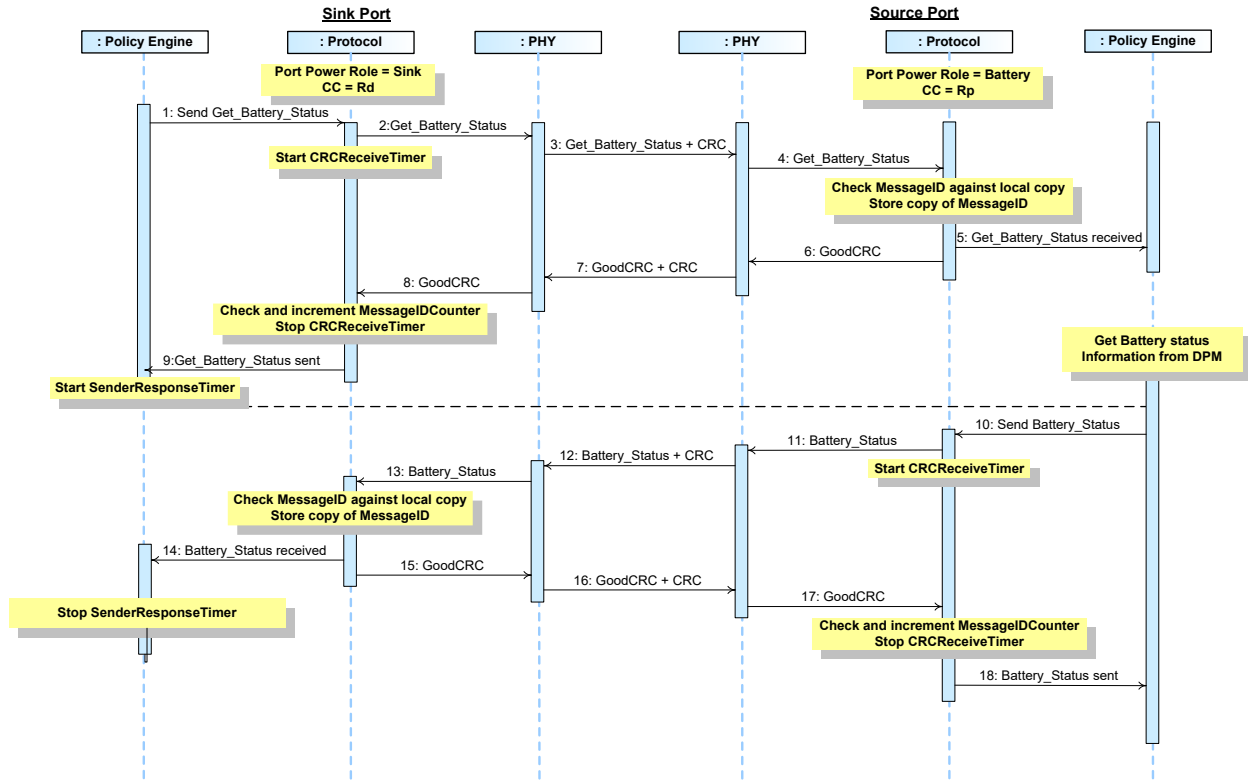 Sink Port
Source Port
: Policy Engine
: Protocol
: PHY
: PHY
: Protocol
: Policy Engine
Port Power Role = Sink
CC = Rd
Port Power Role = Battery
CC = Rp
1: Send Get_Battery_Status
2:Get_Battery_Status
Start CRCReceiveTimer
3: Get_Battery_Status + CRC
4: Get_Battery_Status
Check MessageID against local copy
Store copy of MessageID
5: Get_Battery_Status received
6: GoodCRC
7: GoodCRC + CRC
8: GoodCRC
Check and increment MessageIDCounter
Stop CRCReceiveTimer
9:Get_Battery_Status sent
Start SenderResponseTimer
Get Battery status
Information from DPM
10: Send Battery_Status
11: Battery_Status
Start CRCReceiveTimer
12: Battery_Status + CRC
13: Battery_Status
Check MessageID against local copy
Store copy of MessageID
14: Battery_Status received
15: GoodCRC
16: GoodCRC + CRC
17: GoodCRC
Stop SenderResponseTimer
Check and increment MessageIDCounter
Stop CRCReceiveTimer
18: Battery_Status sent